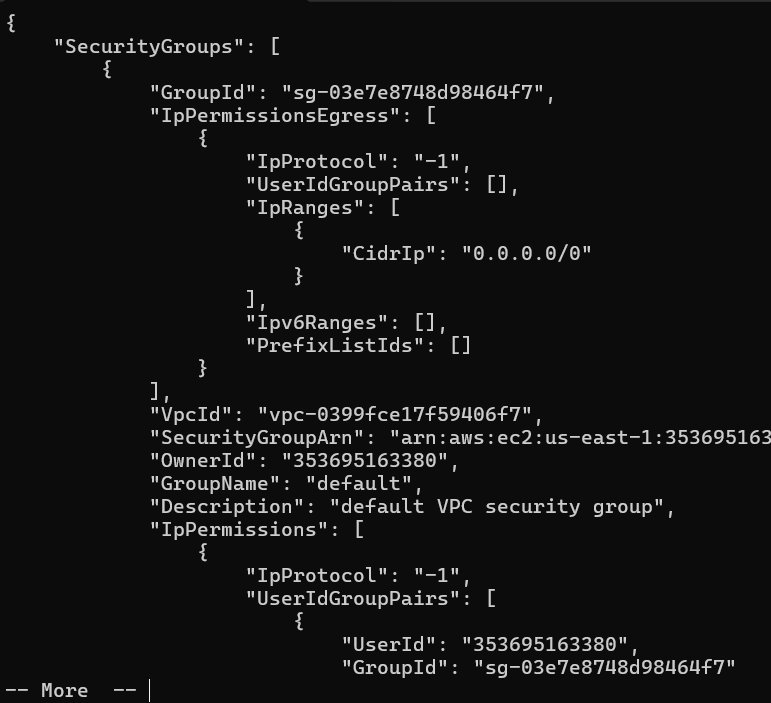 {
    "SecurityGroups": [
        {
            "GroupId": "sg-03e7e8748d98464f7",
            "IpPermissionsEgress": [
                {
                    "IpProtocol": "-1",
                    "UserIdGroupPairs": [],
                    "IpRanges": [
                        {
                            "CidrIp": "0.0.0.0/0"
                        }
                    ],
                    "Ipv6Ranges": [],
                    "PrefixListIds": []
                }
            ],
            "VpcId": "vpc-0399fce17f59406f7",
            "SecurityGroupArn": "arn:aws:ec2:us-east-1:353695163
            "OwnerId": "353695163380",
            "GroupName": "default",
            "Description": "default VPC security group",
            "IpPermissions": [
                {
                    "IpProtocol": "-1",
                    "UserIdGroupPairs": [
                        {
                            "UserId": "353695163380",
                            "GroupId": "sg-03e7e8748d98464f7"
-- More  --